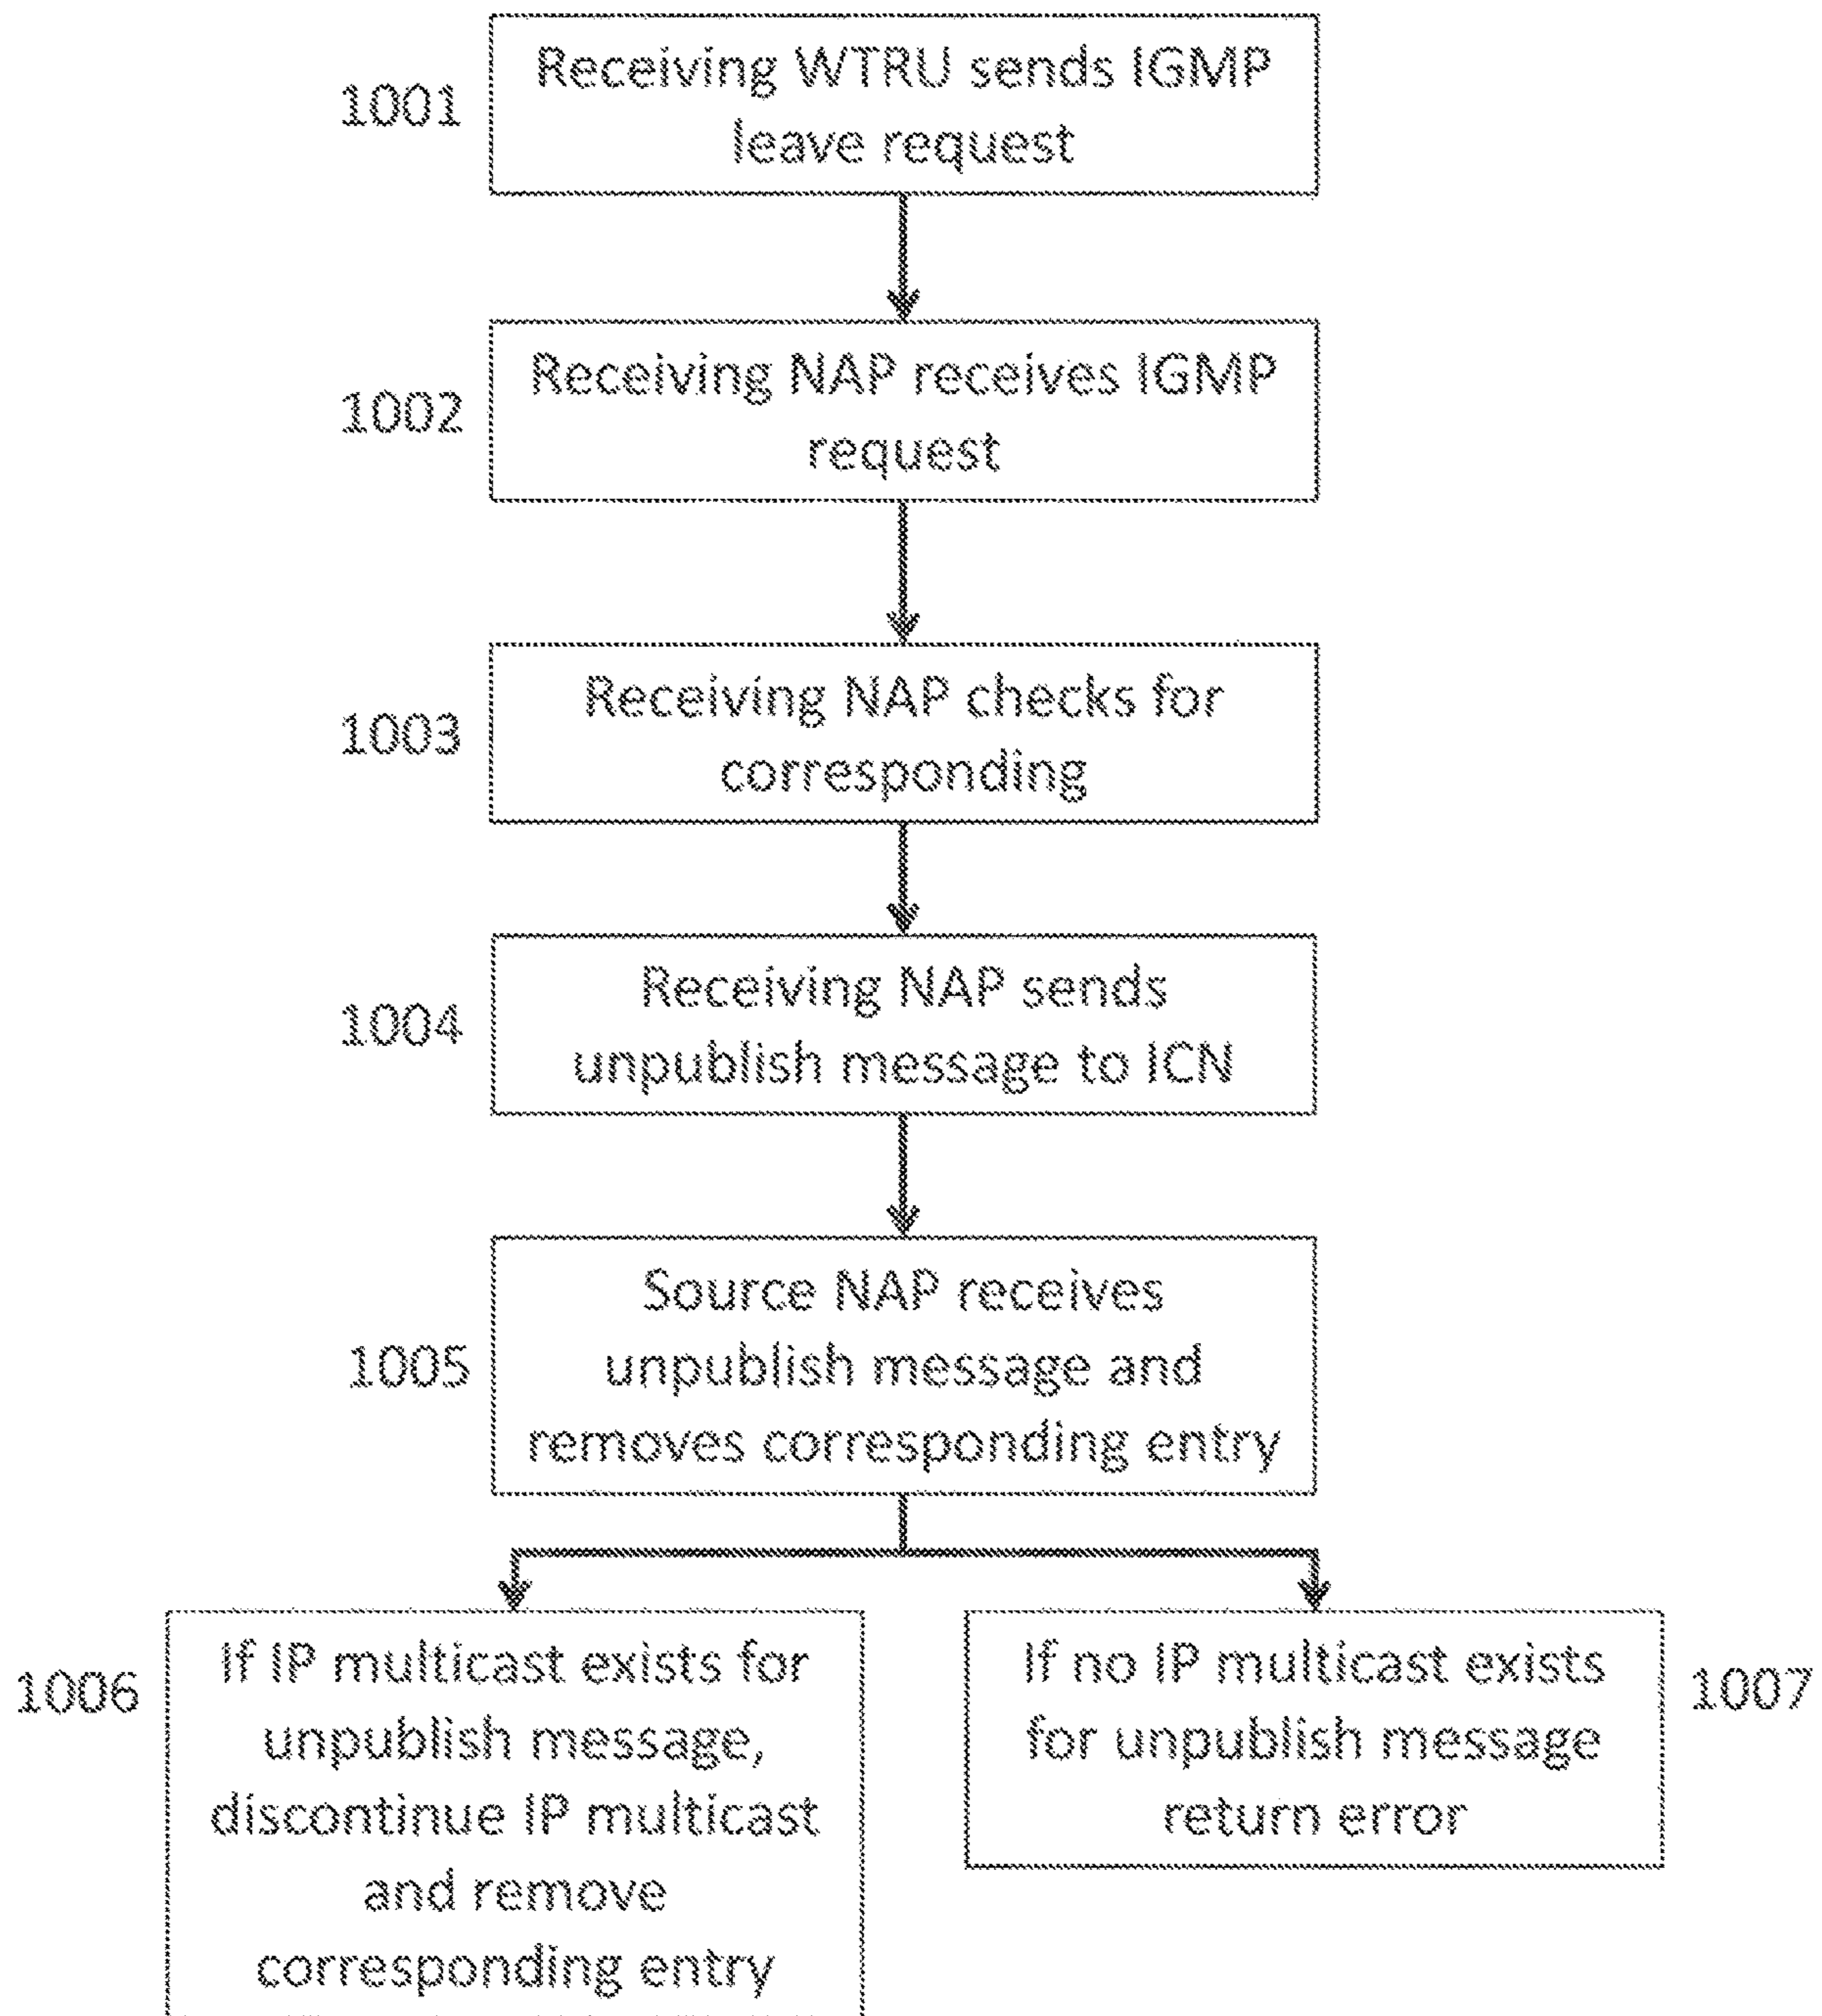 Receiving WTRU sends IGMP
leave request
1001
Receiving NAP receives IGMP
request
1002
Receiving NAP checks for
corresponding
1003
Receiving NAP sends
unpublish message to ICN
1004
Source NAP receives
unpublish message and
removes corresponding entry
1005
If IP multicast exists for
unpublish message,
discontinue IP multicast
and remove
corresponding entry
1006
If no IP multicast exists
for unpublish message
return error
1007